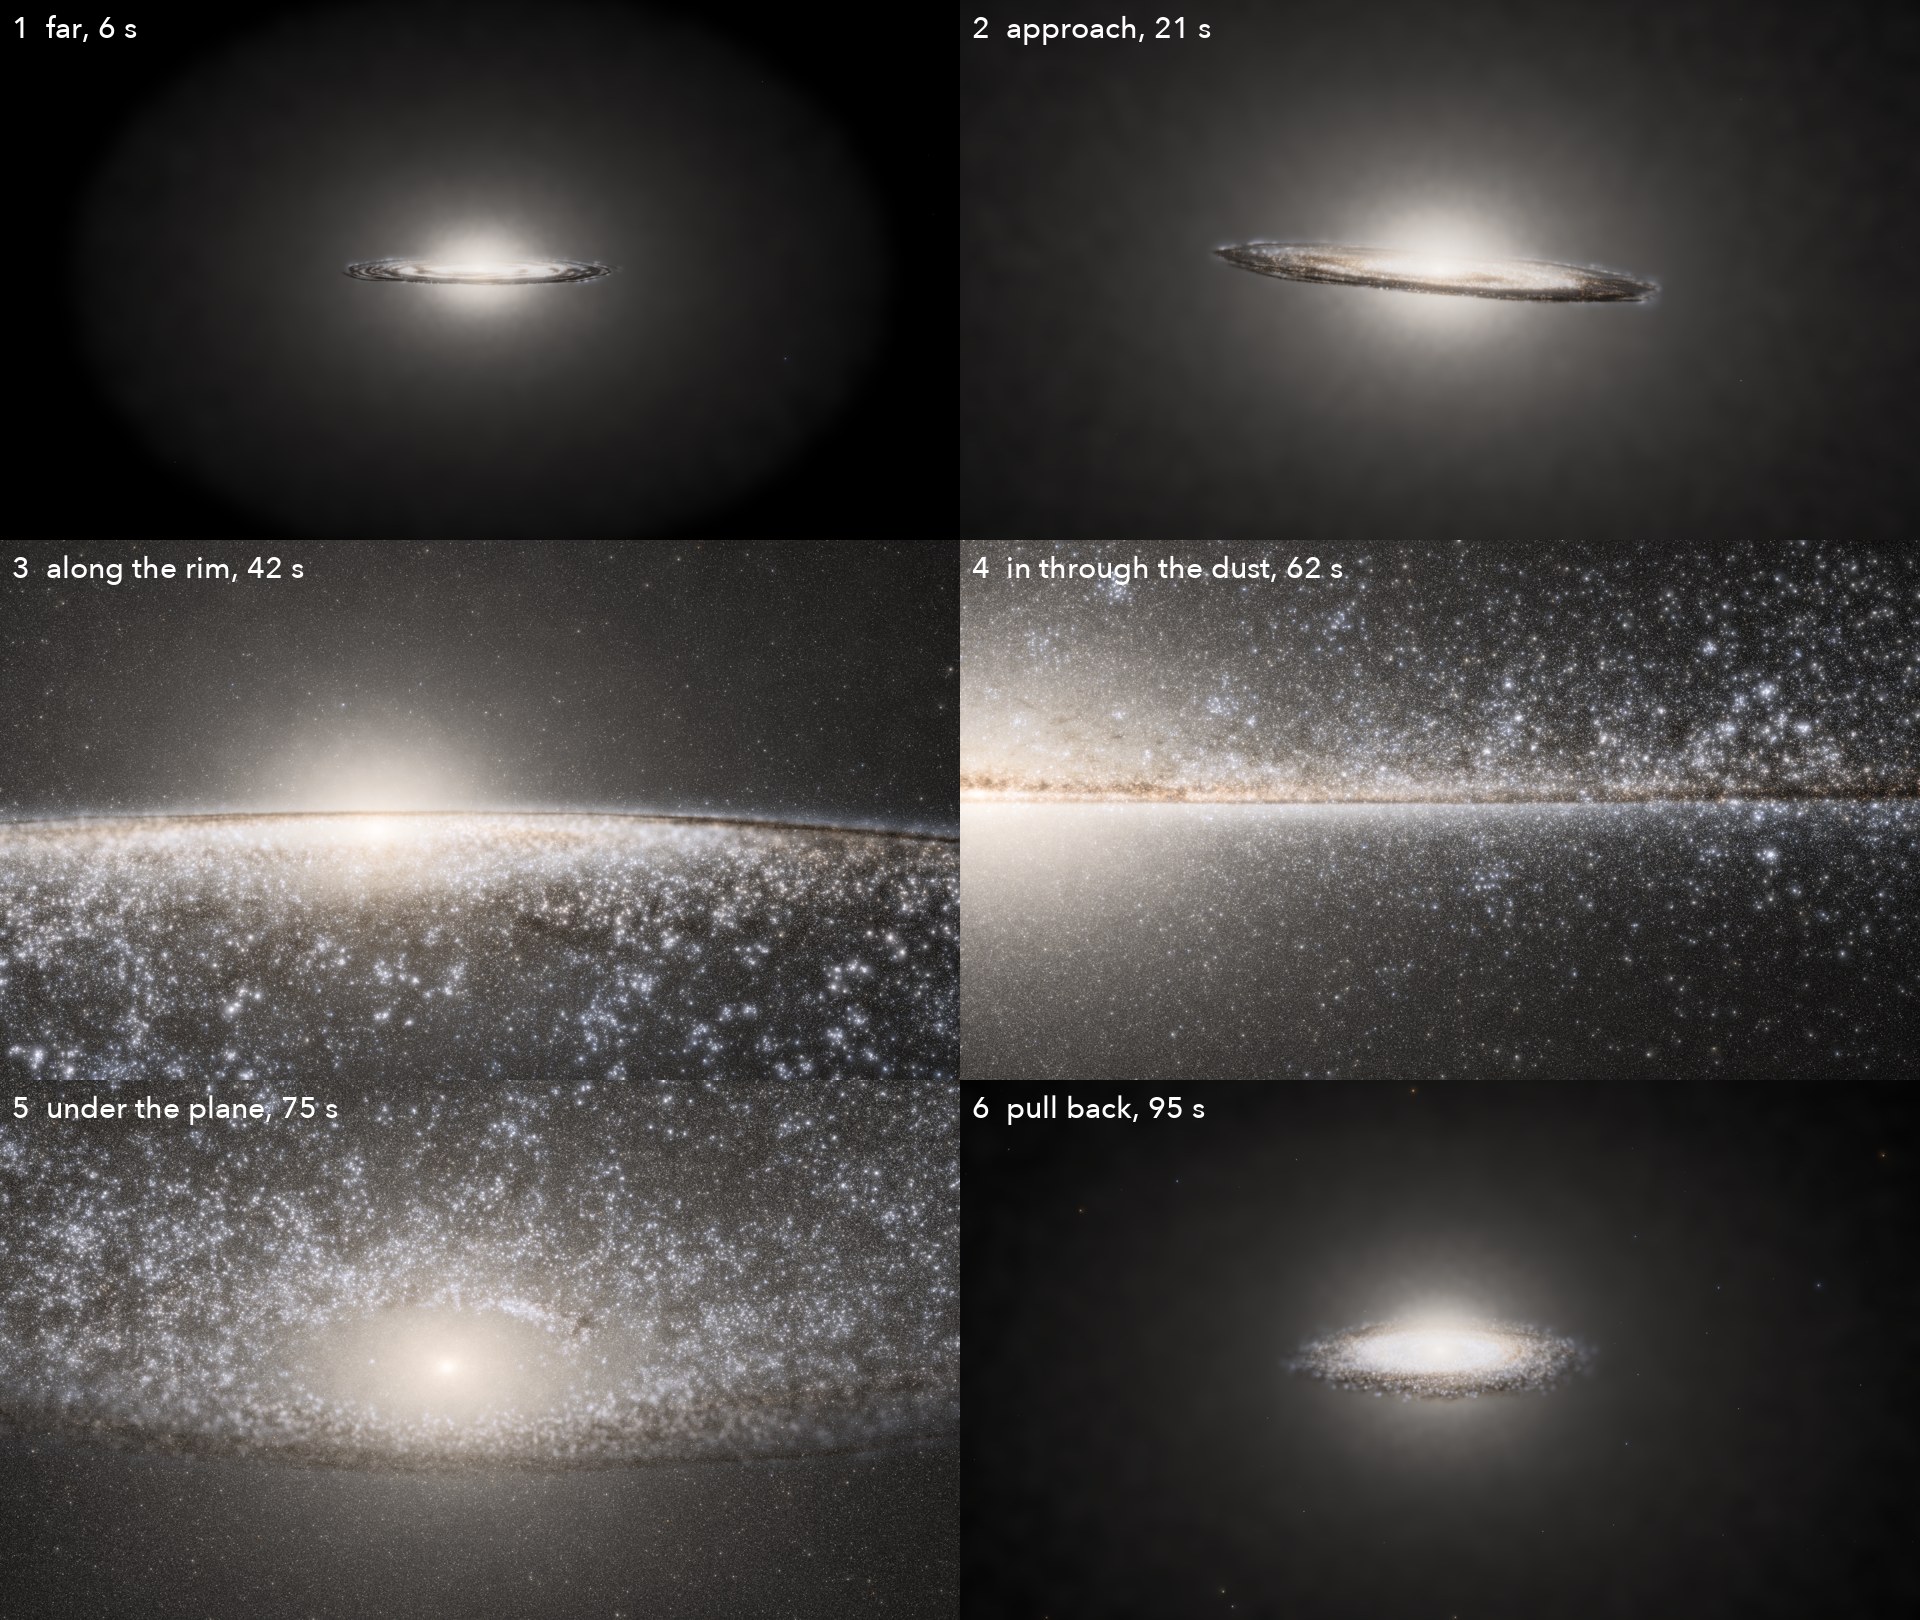 1 far, 6 s
2 approach, 21 s
3 along the rim, 42 s
4 in through the dust, 62 s
5 under the plane, 75 s
6 pull back, 95 s